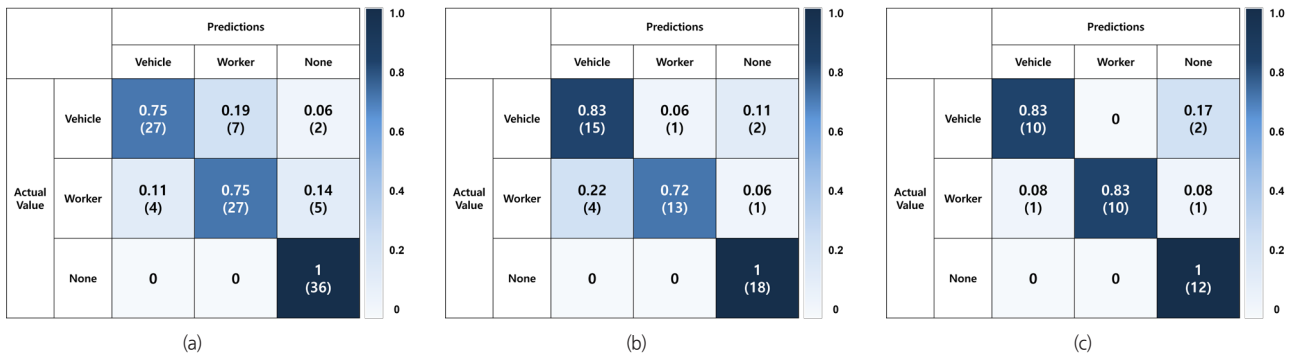 Predictions
Vehicle Worker None
Actual Value
Vehicle 0.75 (27) 0.19 (7) 0.06 (2)
Worker 0.11 (4) 0.75 (27) 0.14 (5)
None 0 0 1 (36)
1.0
0.8
0.6
0.4
0.2
0
(a)
Predictions
Vehicle Worker None
Actual Value
Vehicle 0.83 (15) 0.06 (1) 0.11 (2)
Worker 0.22 (4) 0.72 (13) 0.06 (1)
None 0 0 1 (18)
1.0
0.8
0.6
0.4
0.2
0
(b)
Predictions
Vehicle Worker None
Actual Value
Vehicle 0.83 (10) 0 0.17 (2)
Worker 0.08 (1) 0.83 (10) 0.08 (1)
None 0 0 1 (12)
1.0
0.8
0.6
0.4
0.2
0
(c)